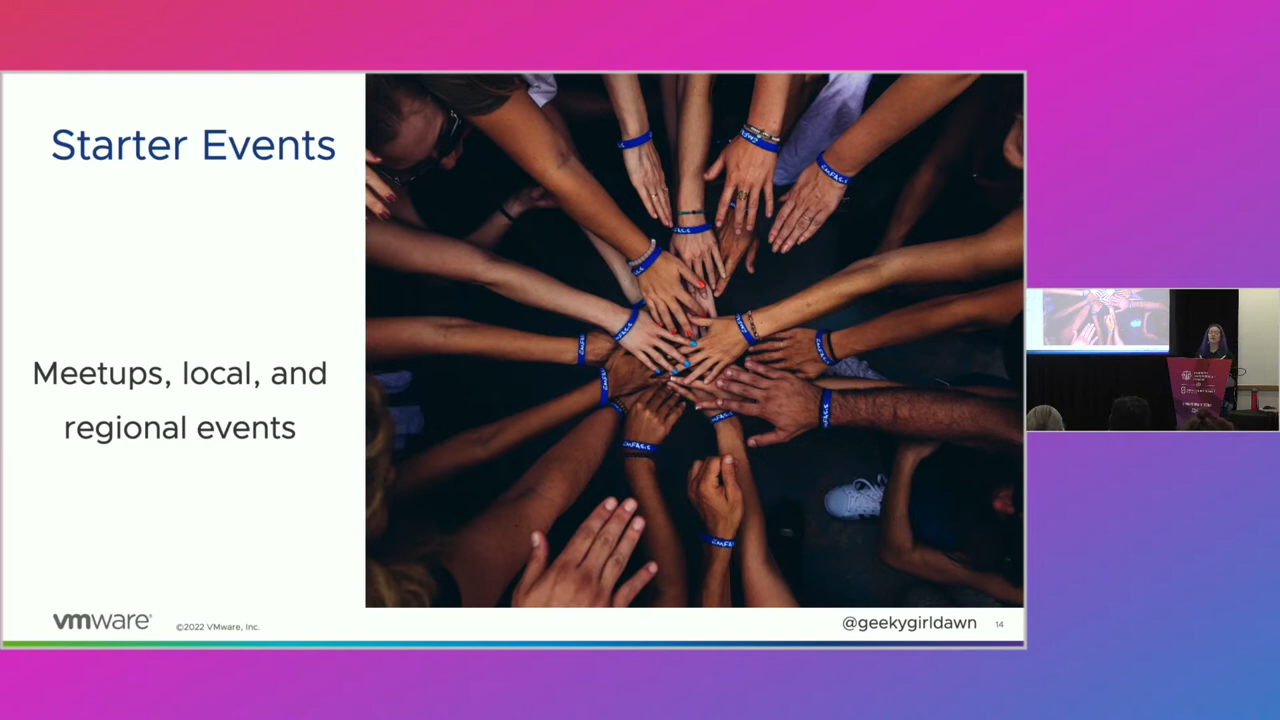 Starter Events
Meetups, local, and
regional events
vmware®
©2022 VMware, Inc.
@geekygirldawn
14